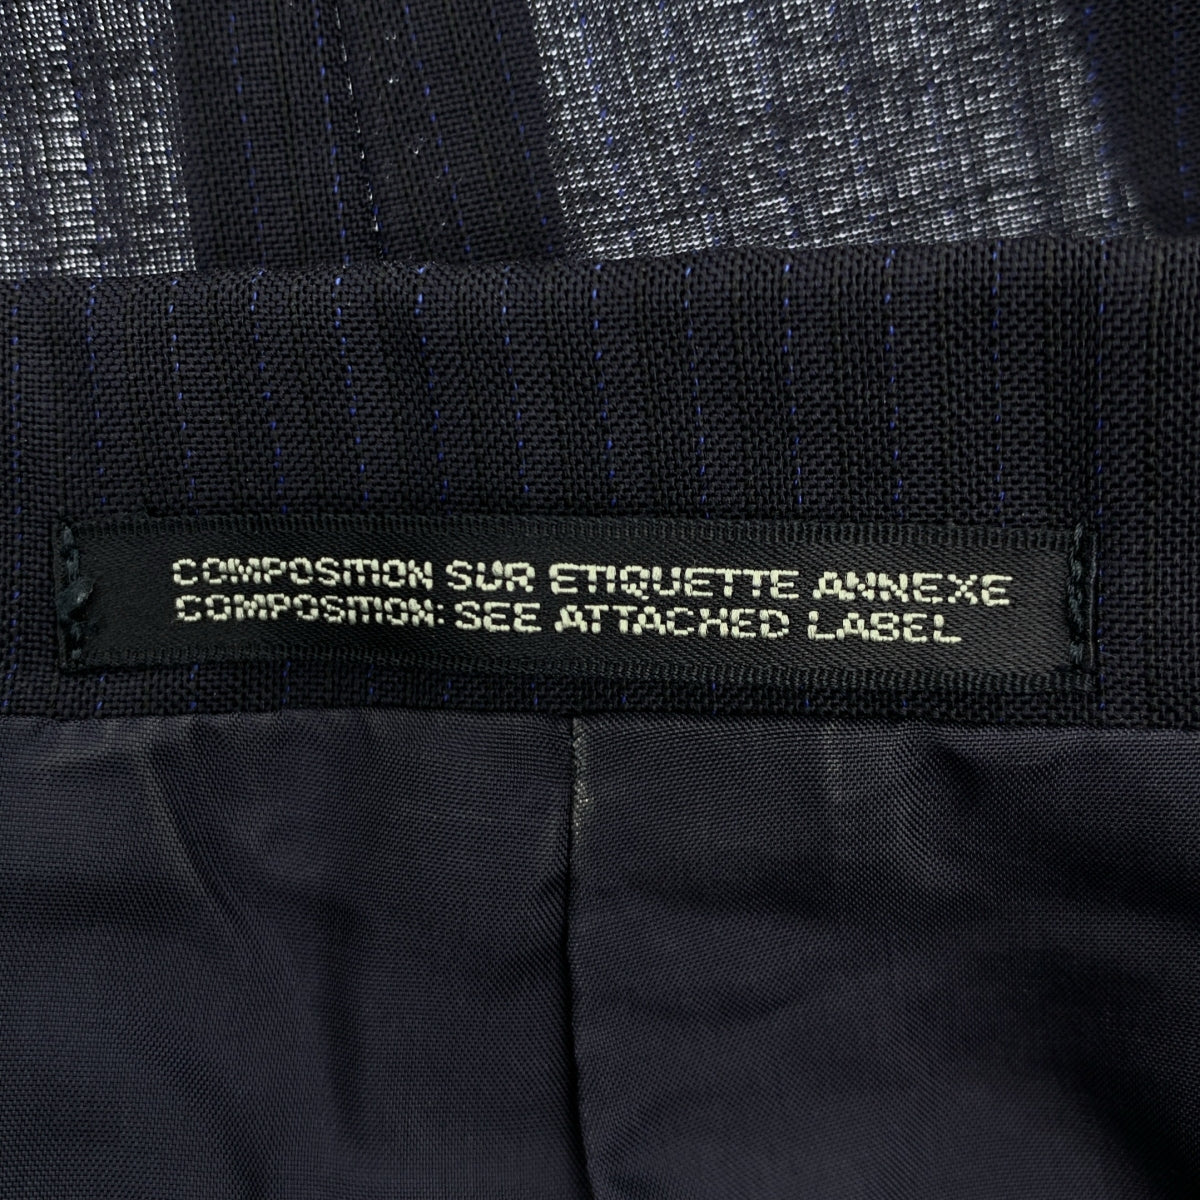 COMPOSITION SUR ETIQUETTE ANNEXE
COMPOSITION: SEE ATTACHED LABEL